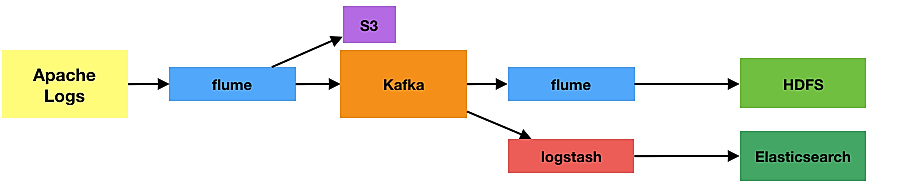 S3
Apache
Logs
flume
Kafka
flume
HDFS
logstash
Elasticsearch